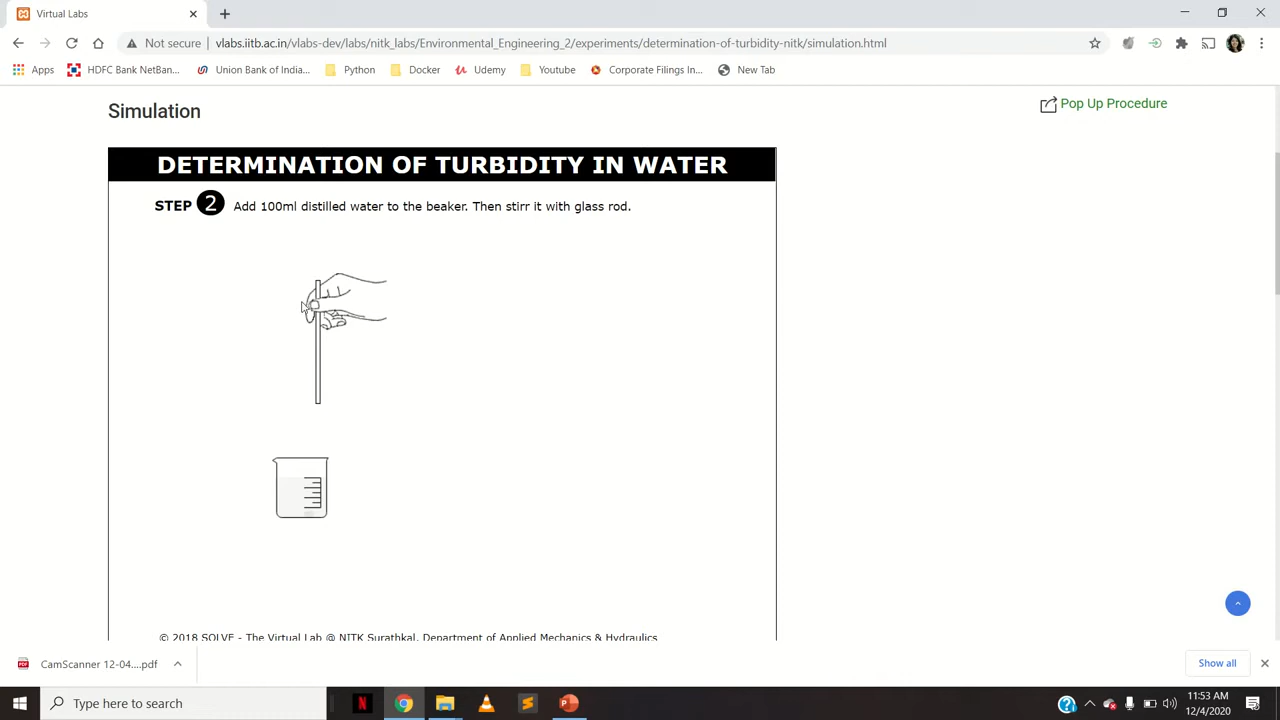 Virtual Labs
Not secure
vlabs.iitb.ac.in/vlabs-dev/labs/nitk_labs/Environmental_Engineering_2/experiments/determination-of-turbidity-nitk/simulation.html
Apps
HDFC Bank NetBan...
Union Bank of India...
Python
Docker
Udemy
Youtube
Corporate Filings In...
New Tab
Simulation
Pop Up Procedure
DETERMINATION OF TURBIDITY IN WATER
STEP 2 Add 100ml distilled water to the beaker. Then stirr it with glass rod.
© 2018 SOLVE - The Virtual Lab @ NITK Surathkal, Department of Applied Mechanics & Hydraulics
CamScanner 12-04....pdf
Show all
Type here to search
11:53 AM
12/4/2020